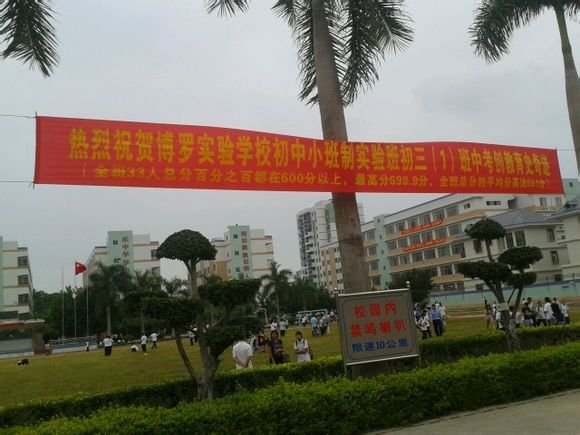 热烈祝贺博罗实验学校初中小班制实验班初三（1）班中考创教育史奇迹
（全班33人总分百分之百都在600分以上，最高分698.9分，全班总分的平均分高达651分）
校园内
禁鸣喇叭
限速10公里